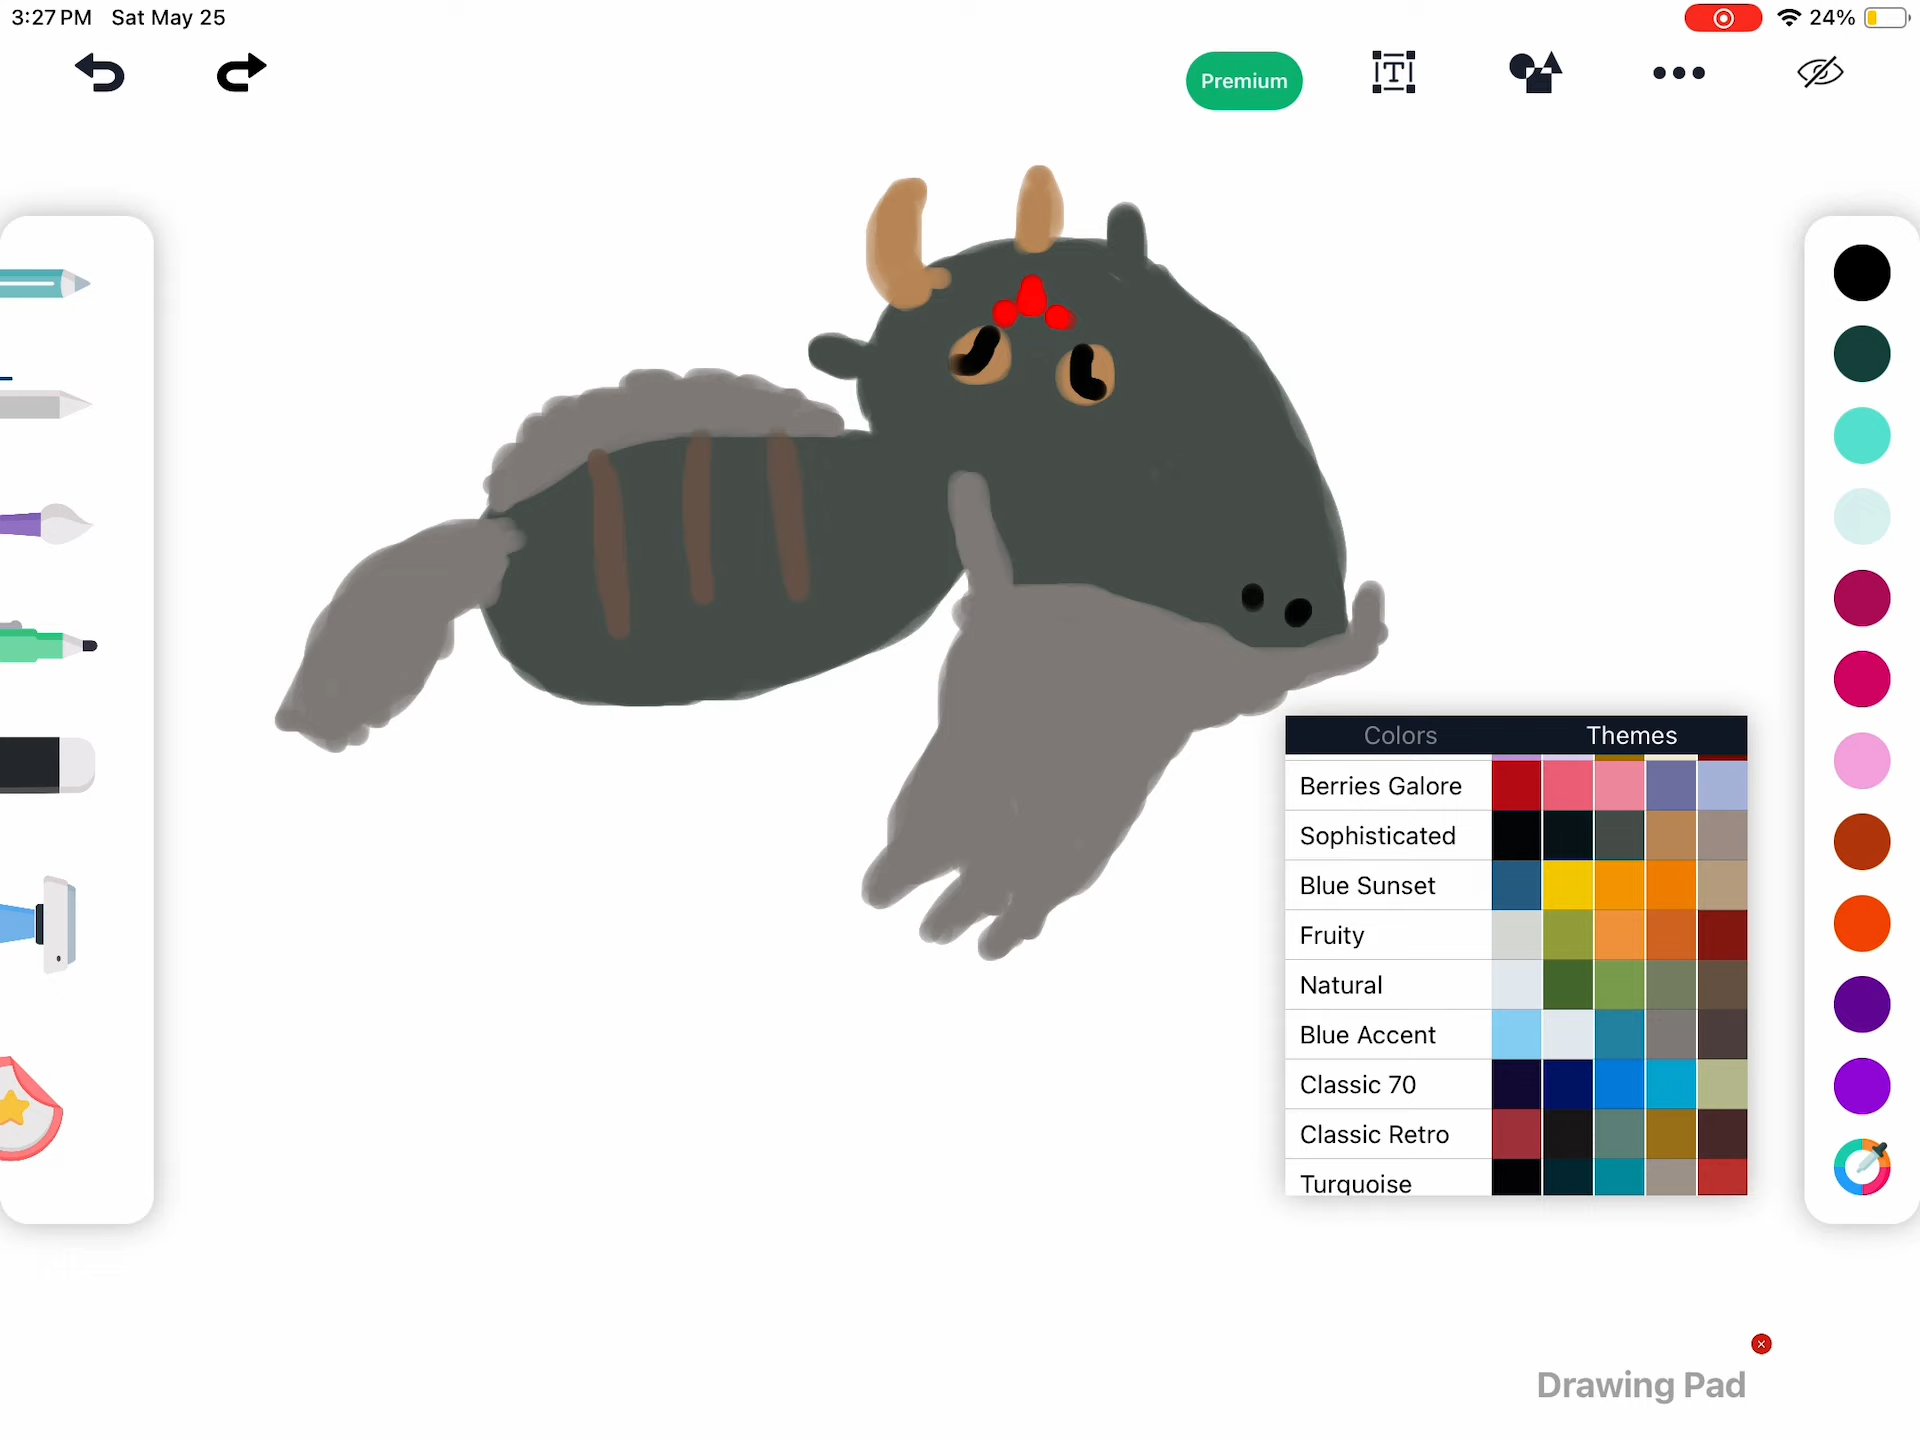 3:27 PM Sat May 25
24%
Premium
T
Colors Themes
Berries Galore
Sophisticated
Blue Sunset
Fruity
Natural
Blue Accent
Classic 70
Classic Retro
Turquoise
Drawing Pad